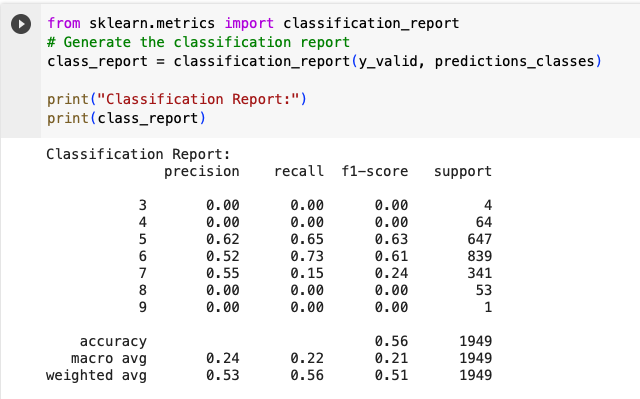 from sklearn.metrics import classification_report
# Generate the classification report
class_report = classification_report(y_valid, predictions_classes)
print("Classification Report:")
print(class_report)
Classification Report:
precision recall f1-score support
3 0.00 0.00 0.00 4
4 0.00 0.00 0.00 64
5 0.62 0.65 0.63 647
6 0.52 0.73 0.61 839
7 0.55 0.15 0.24 341
8 0.00 0.00 0.00 53
9 0.00 0.00 0.00 1
accuracy 0.56 1949
macro avg 0.24 0.22 0.21 1949
weighted avg 0.53 0.56 0.51 1949